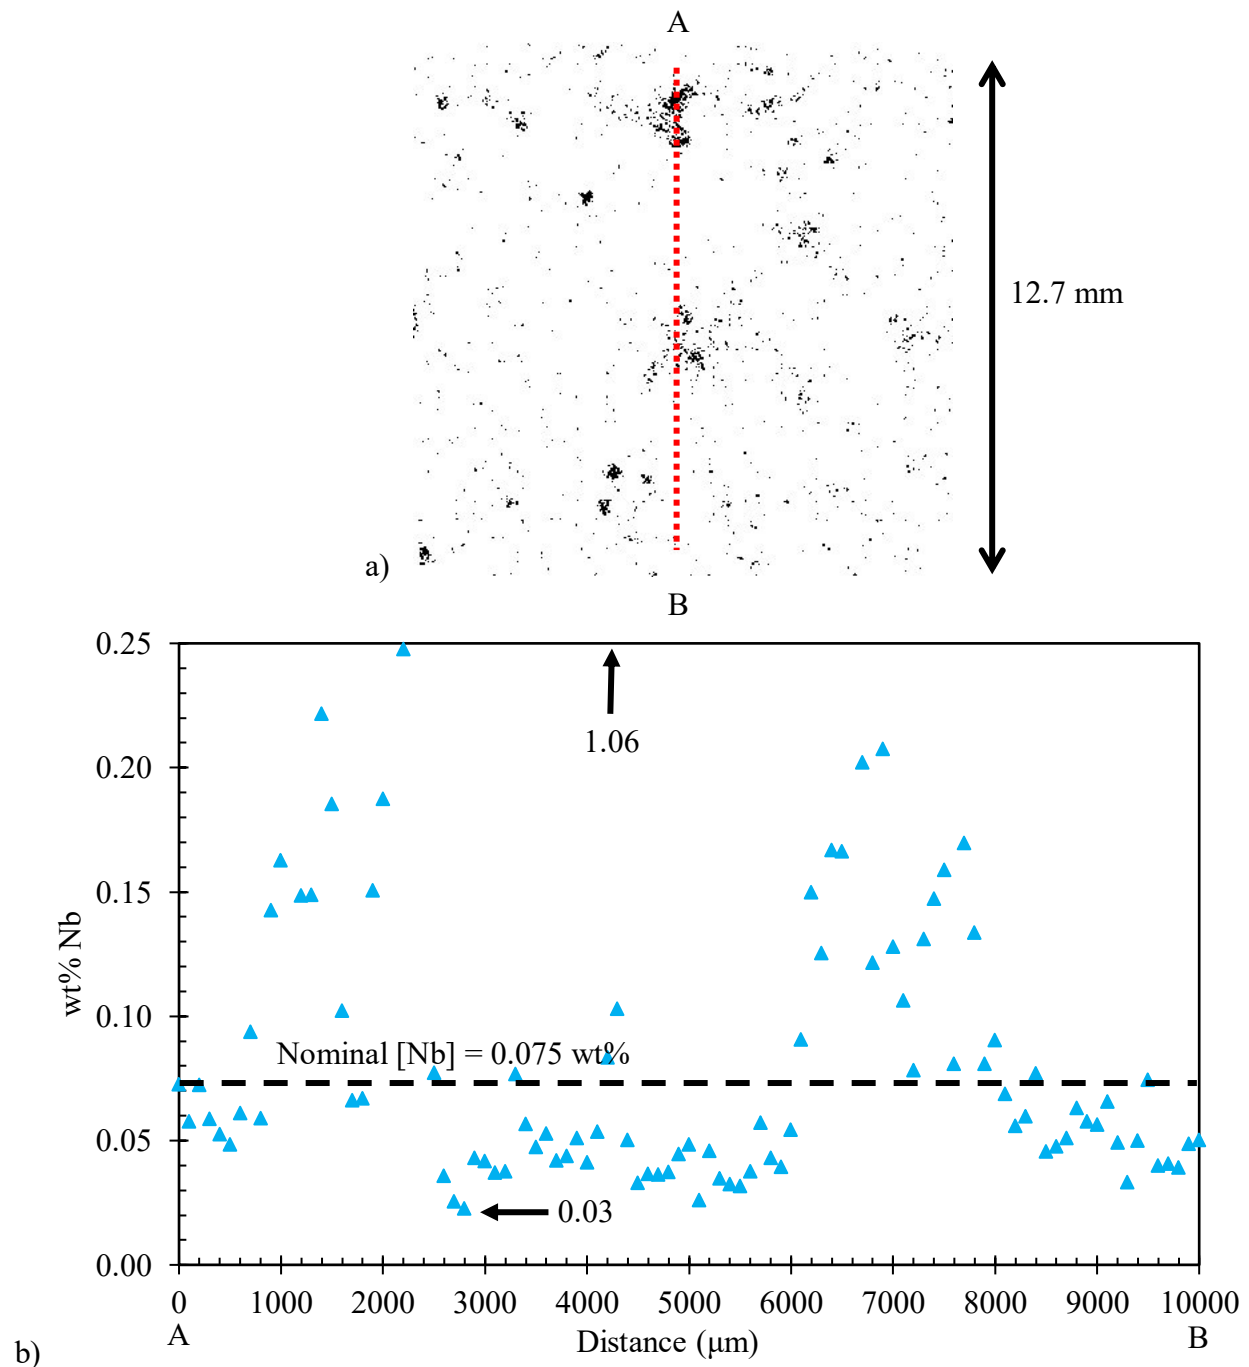 A
12.7 mm
a)
B
0.25
1.06
0.20
0.15
wt% Nb
0.10
Nominal [Nb] = 0.075 wt%
0.05
0.03
0.00
0 1000 2000 3000 4000 5000 6000 7000 8000 9000 10000
A Distance (μm) B
b)